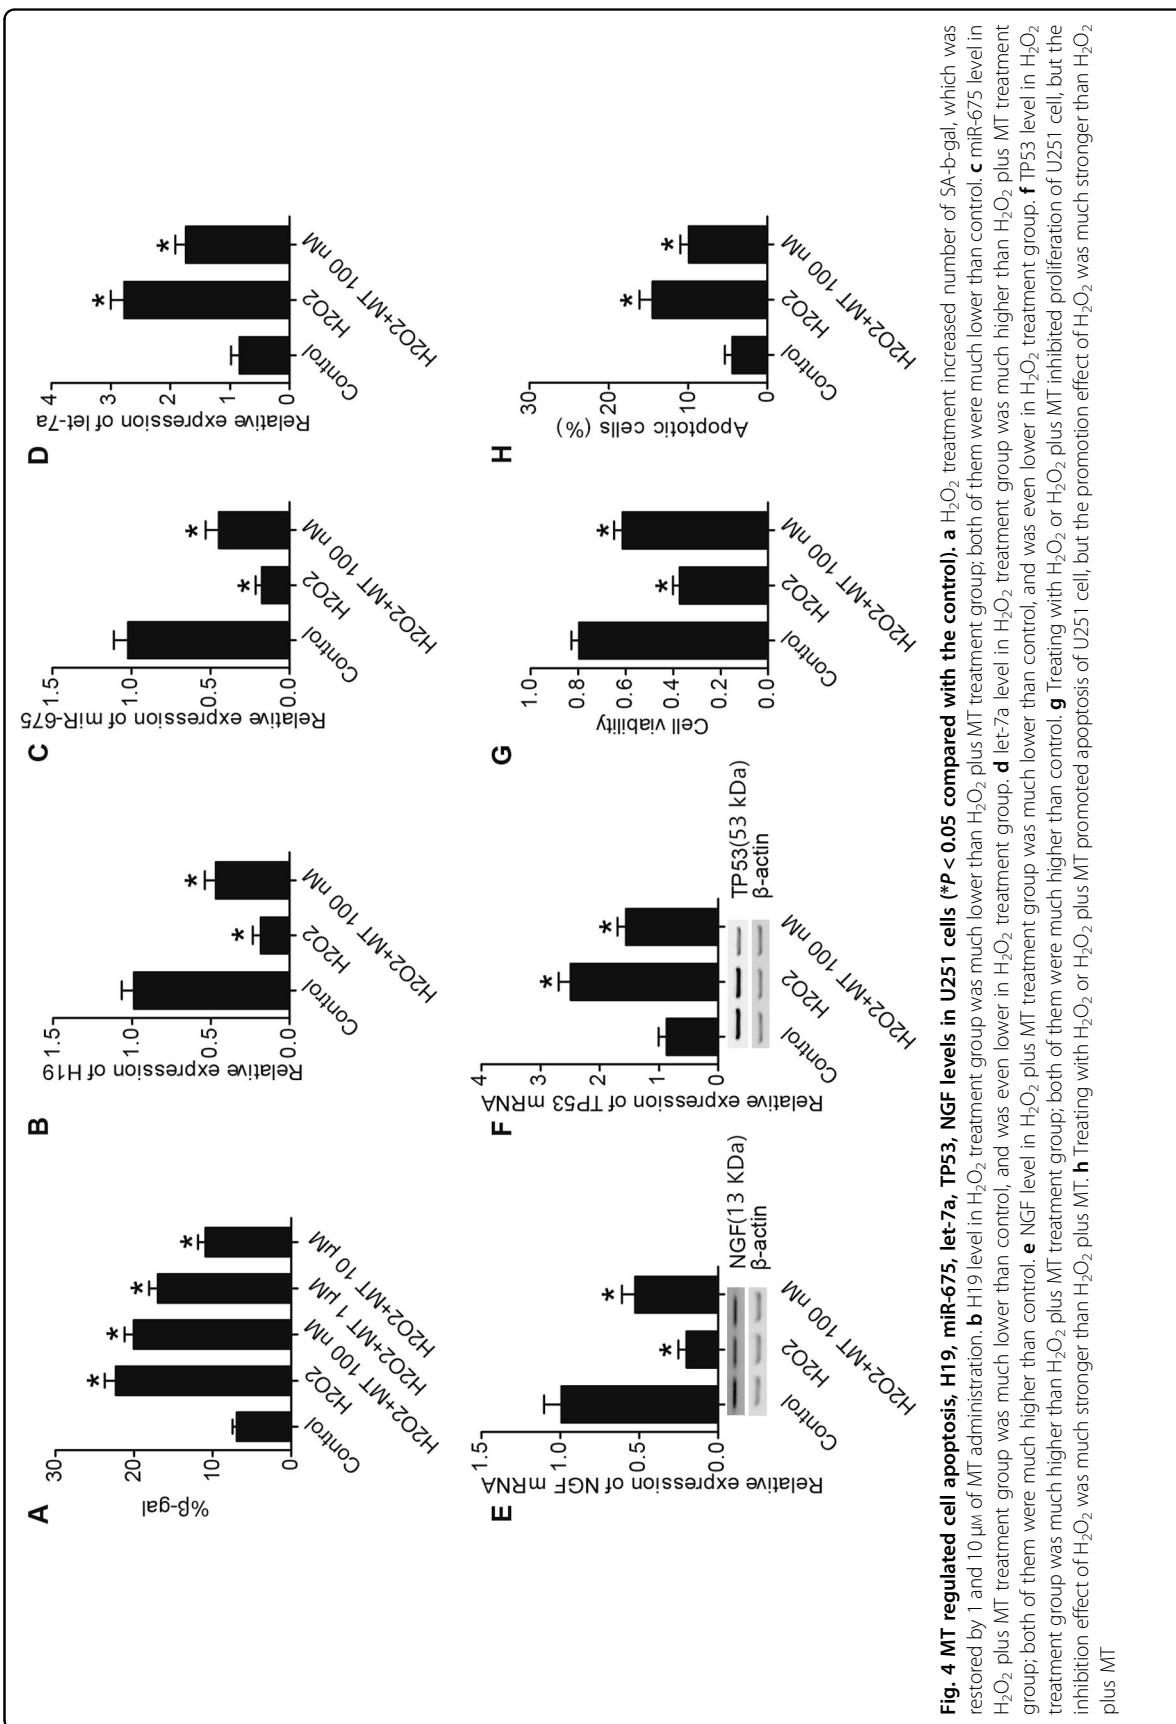 A
%β-gal
30
20
10
0
Control
H2O2
H2O2+MT 100 nM
H2O2+MT 1 μM
H2O2+MT 10 μM
B
Relative expression of H19
1.5
1.0
0.5
0.0
Control
H2O2
H2O2+MT 100 nM
C
Relative expression of miR-675
1.5
1.0
0.5
0.0
Control
H2O2
H2O2+MT 100 nM
D
Relative expression of let-7a
4
3
2
1
0
Control
H2O2
H2O2+MT 100 nM
E
Relative expression of NGF mRNA
1.5
1.0
0.5
0.0
NGF(13 KDa)
β-actin
Control
H2O2
H2O2+MT 100 nM
F
Relative expression of TP53 mRNA
4
3
2
1
0
TP53(53 kDa)
β-actin
Control
H2O2
H2O2+MT 100 nM
G
Cell viability
1.0
0.8
0.6
0.4
0.2
0.0
Control
H2O2
H2O2+MT 100 nM
H
Apoptotic cells (%)
30
20
10
0
Control
H2O2
H2O2+MT 100 nM
Fig. 4 MT regulated cell apoptosis, H19, miR-675, let-7a, TP53, NGF levels in U251 cells (*P < 0.05 compared with the control). a H₂O₂ treatment increased number of SA-b-gal, which was
restored by 1 and 10 μM of MT administration. b H19 level in H₂O₂ treatment group was much lower than H₂O₂ plus MT treatment group; both of them were much lower than control. c miR-675 level in
H₂O₂ plus MT treatment group was much lower than control, and was even lower in H₂O₂ treatment group. d let-7a level in H₂O₂ treatment group was much higher than H₂O₂ plus MT treatment
group; both of them were much higher than control. e NGF level in H₂O₂ plus MT treatment group was much lower than control, and was even lower in H₂O₂ treatment group. f TP53 level in H₂O₂
treatment group was much higher than H₂O₂ plus MT treatment group; both of them were much higher than control. g Treating with H₂O₂ or H₂O₂ plus MT inhibited proliferation of U251 cell, but the
inhibition effect of H₂O₂ was much stronger than H₂O₂ plus MT. h Treating with H₂O₂ or H₂O₂ plus MT promoted apoptosis of U251 cell, but the promotion effect of H₂O₂ was much stronger than H₂O₂
plus MT